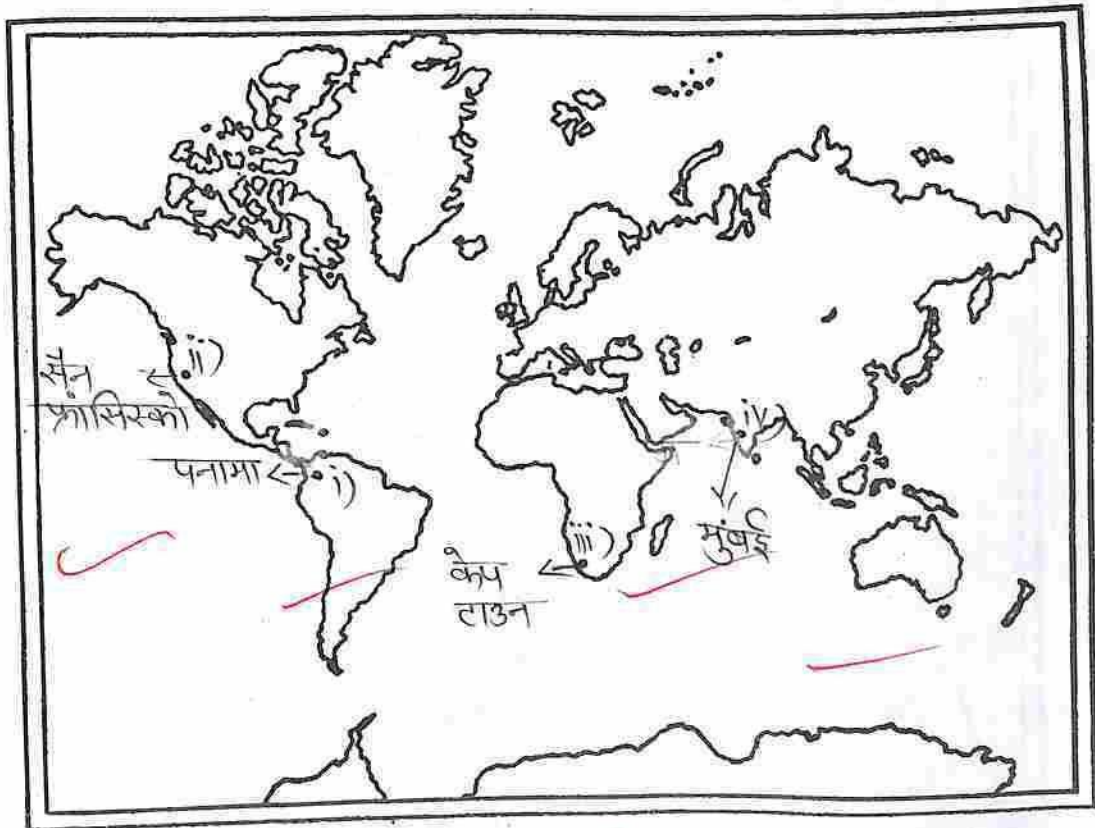 ii)
सैन
फ्रांसिस्को
पनामा
i)
iv)
मुंबई
iii)
केप
टाउन